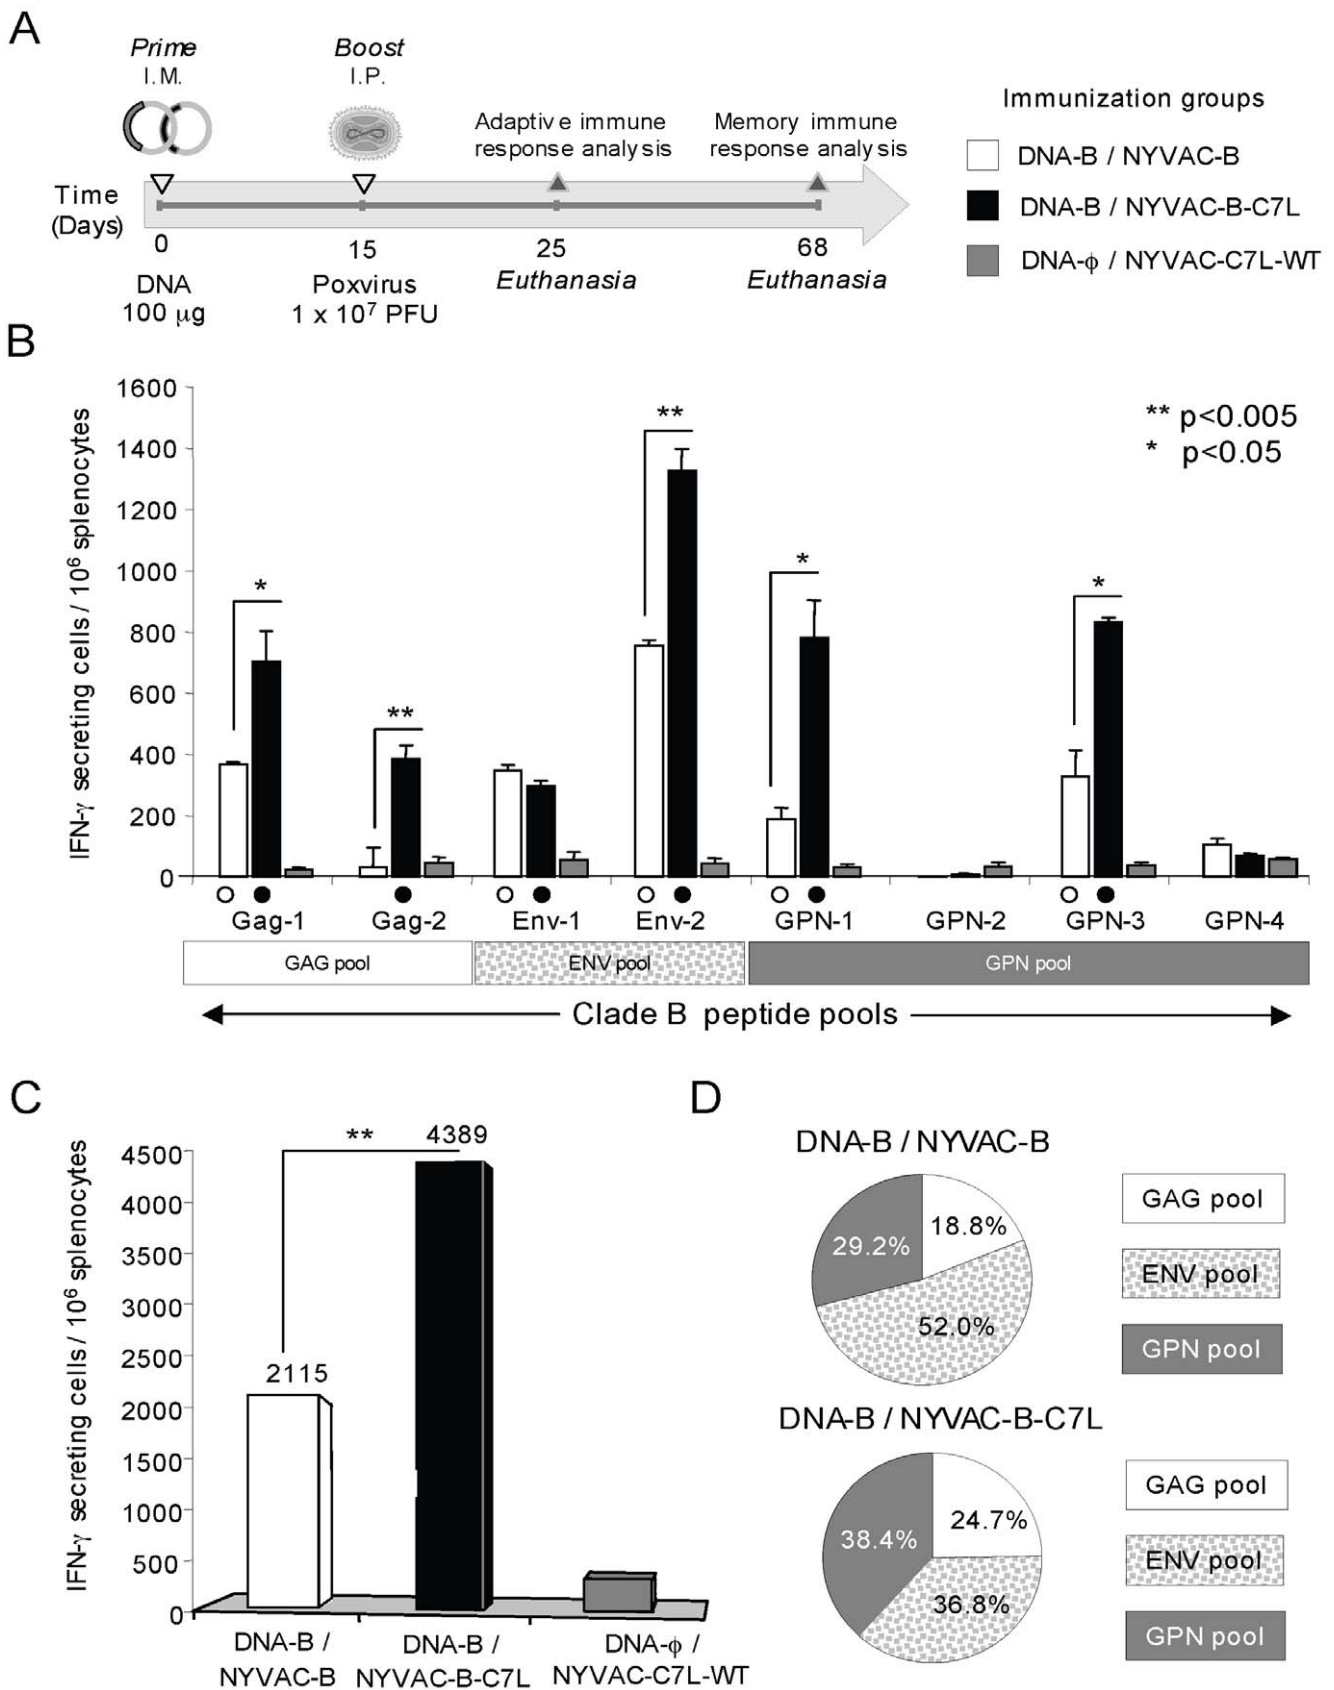 A
Prime
I.M.
Boost
I.P.
Adaptive immune
response analysis
Memory immune
response analysis
Time
(Days)
0
15
25
68
DNA
100 μg
Poxvirus
1 x 10⁷ PFU
Euthanasia
Euthanasia
Immunization groups
DNA-B / NYVAC-B
DNA-B / NYVAC-B-C7L
DNA-ϕ / NYVAC-C7L-WT
B
IFN-γ secreting cells / 10⁶ splenocytes
1600
1400
1200
1000
800
600
400
200
0
*
**
**
*
*
** p<0.005
* p<0.05
Gag-1
Gag-2
Env-1
Env-2
GPN-1
GPN-2
GPN-3
GPN-4
GAG pool
ENV pool
GPN pool
Clade B peptide pools
C
IFN-γ secreting cells / 10⁶ splenocytes
4500
4000
3500
3000
2500
2000
1500
1000
500
0
**
4389
2115
DNA-B /
NYVAC-B
DNA-B /
NYVAC-B-C7L
DNA-ϕ /
NYVAC-C7L-WT
D
DNA-B / NYVAC-B
18.8%
29.2%
52.0%
GAG pool
ENV pool
GPN pool
DNA-B / NYVAC-B-C7L
24.7%
38.4%
36.8%
GAG pool
ENV pool
GPN pool